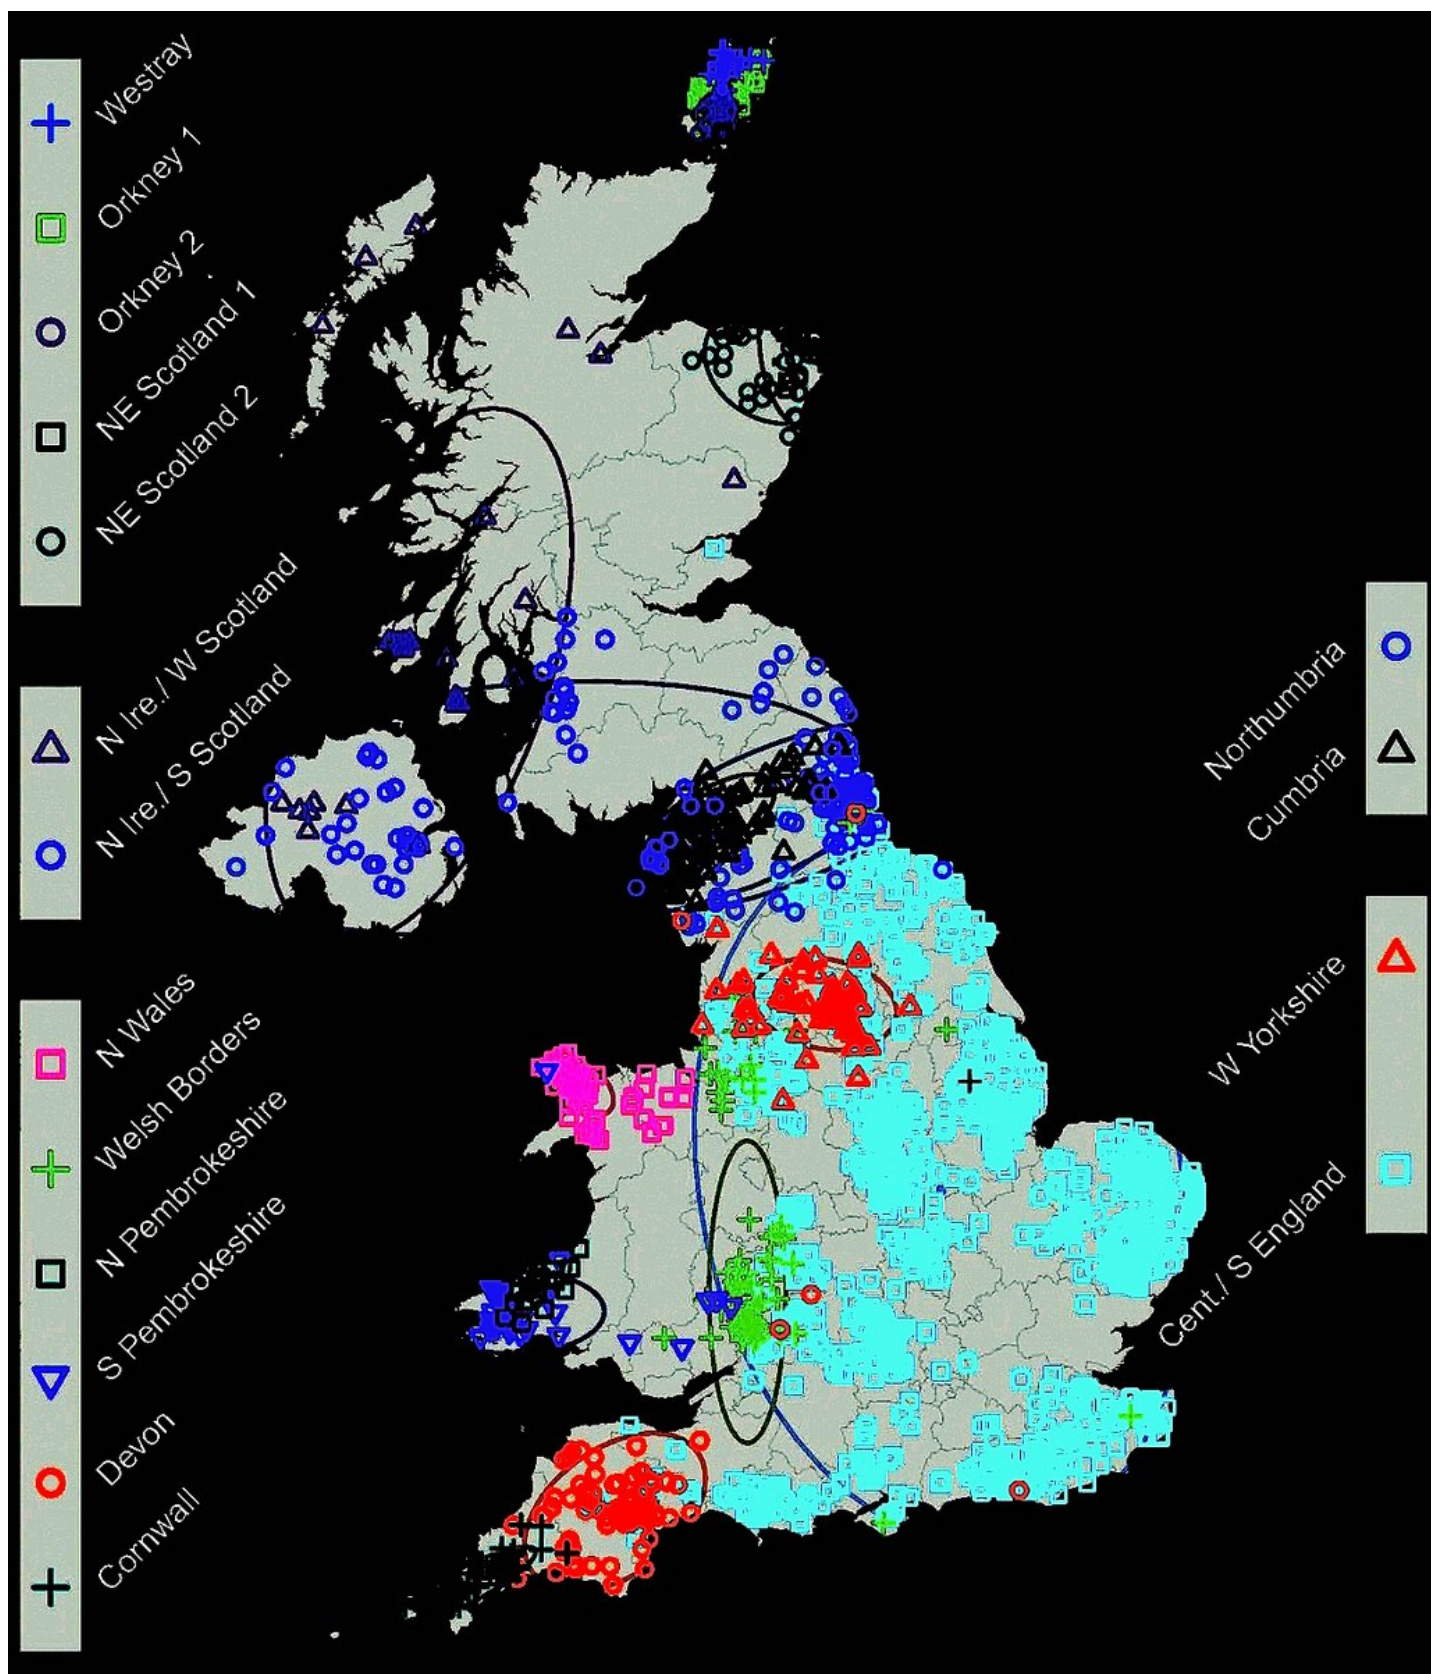 Westray
Orkney 1
Orkney 2
NE Scotland 1
NE Scotland 2
N Ire./ W Scotland
N Ire./ S Scotland
N Wales
Welsh Borders
N Pembrokeshire
S Pembrokeshire
Devon
Cornwall
Northumbria
Cumbria
W Yorkshire
Cent./ S England